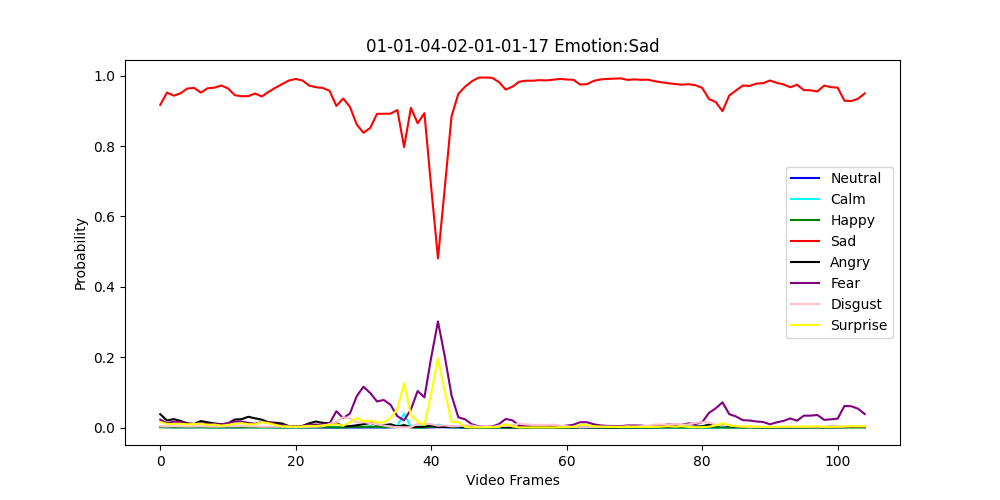 01-01-04-02-01-01-17 Emotion:Sad
1.0
0.8
0.6
0.4
0.2
0.0
Probability
0 20 40 60 80 100
Video Frames
Neutral
Calm
Happy
Sad
Angry
Fear
Disgust
Surprise